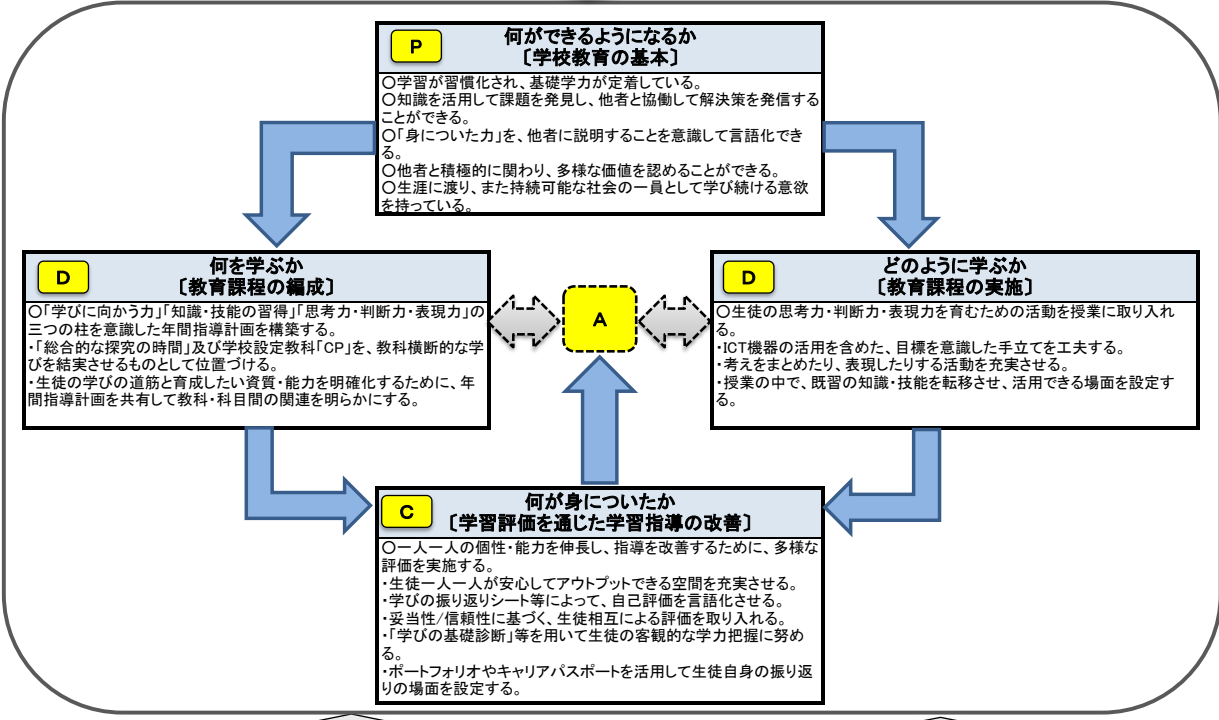 P
何ができるようになるか
〔学校教育の基本〕
〇学習が習慣化され、基礎学力が定着している。
〇知識を活用して課題を発見し、他者と協働して解決策を発信する
ことができる。
〇「身についた力」を、他者に説明することを意識して言語化でき
る。
〇他者と積極的に関わり、多様な価値を認めることができる。
〇生涯に渡り、また持続可能な社会の一員として学び続ける意欲
を持っている。
D
何を学ぶか
〔教育課程の編成〕
〇「学びに向かう力」「知識・技能の習得」「思考力・判断力・表現力」の
三つの柱を意識した年間指導計画を構築する。
・「総合的な探究の時間」及び学校設定教科「CP」を、教科横断的な学
びを結実させるものとして位置づける。
・生徒の学びの道筋と育成したい資質・能力を明確化するために、年
間指導計画を共有して教科・科目間の関連を明らかにする。
A
D
どのように学ぶか
〔教育課程の実施〕
〇生徒の思考力・判断力・表現力を育むための活動を授業に取り入れ
る。
・ICT機器の活用を含めた、目標を意識した手立てを工夫する。
・考えをまとめたり、表現したりする活動を充実させる。
・授業の中で、既習の知識・技能を転移させ、活用できる場面を設定す
る。
C
何が身についたか
〔学習評価を通じた学習指導の改善〕
〇一人一人の個性・能力を伸長し、指導を改善するために、多様な
評価を実施する。
・生徒一人一人が安心してアウトプットできる空間を充実させる。
・学びの振り返りシート等によって、自己評価を言語化させる。
・妥当性/信頼性に基づく、生徒相互による評価を取り入れる。
・「学びの基礎診断」等を用いて生徒の客観的な学力把握に努め
る。
・ポートフォリオやキャリアパスポートを活用して生徒自身の振り返
りの場面を設定する。